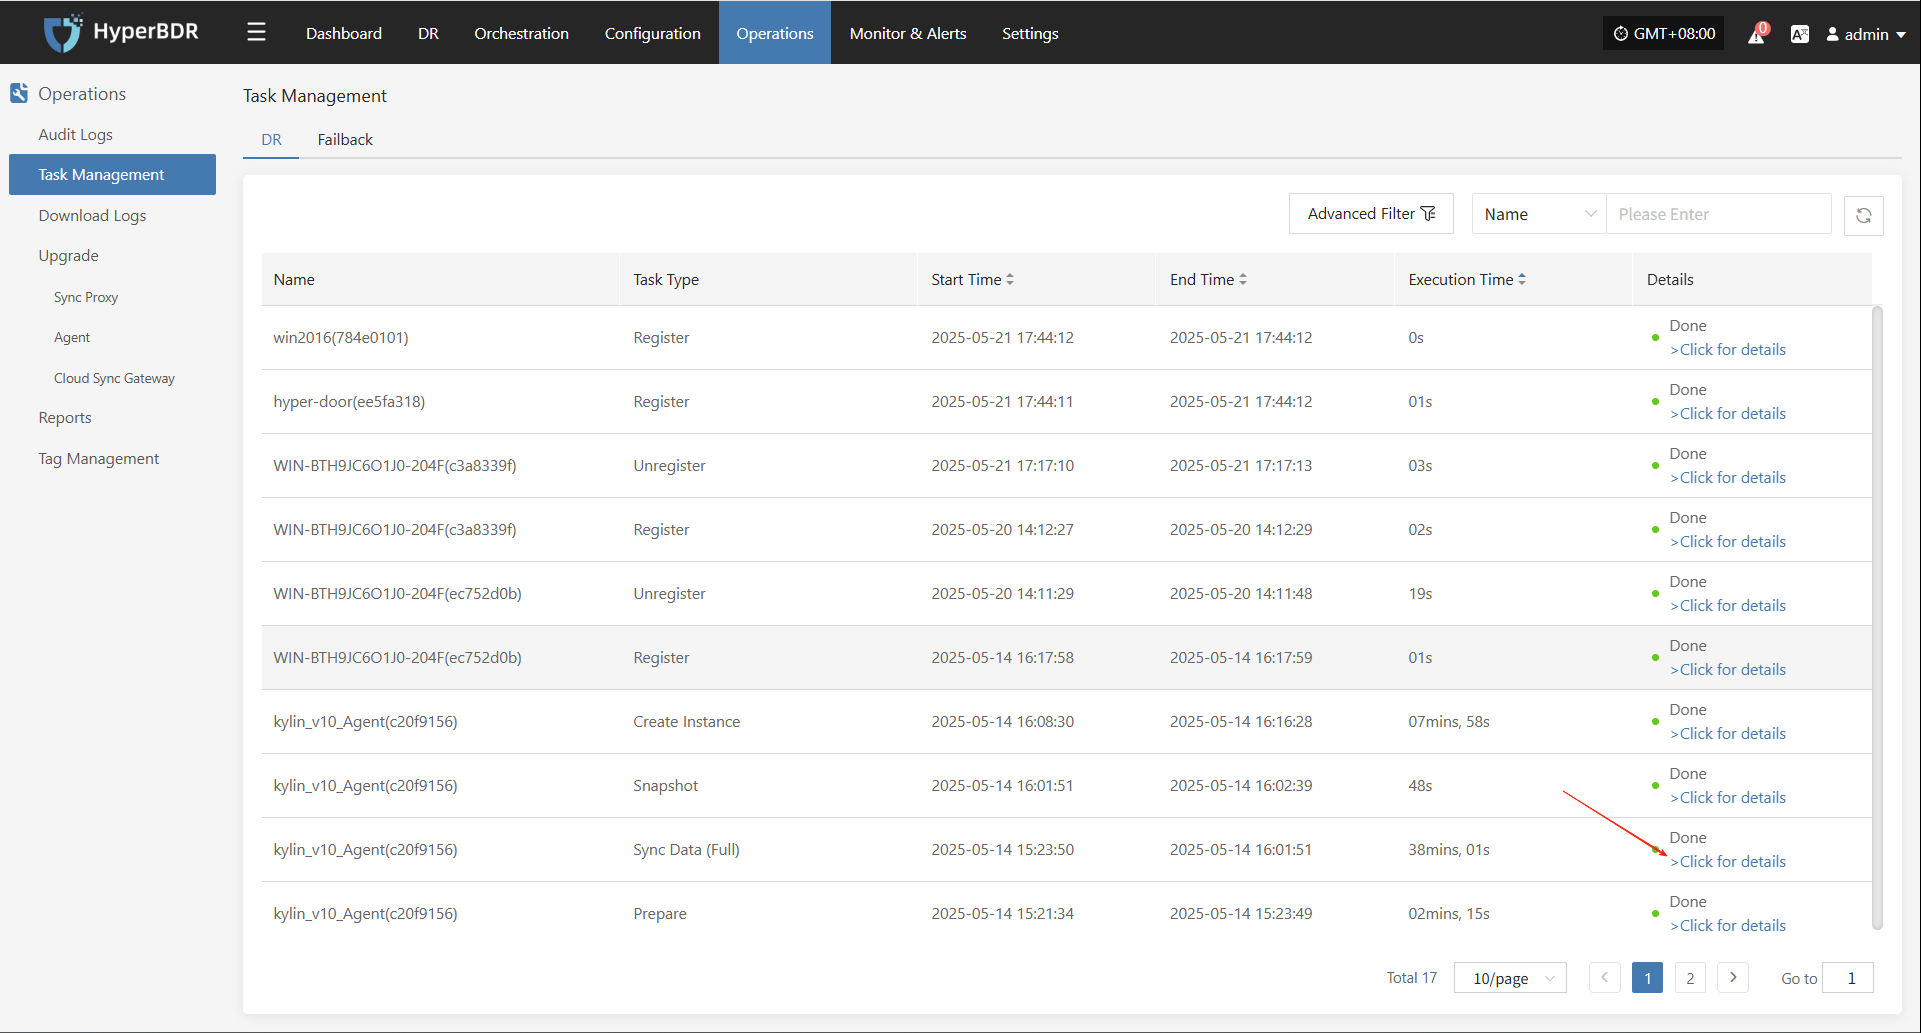 HyperBDR
Dashboard
DR
Orchestration
Configuration
Operations
Monitor & Alerts
Settings
GMT+08:00
0
admin
Operations
Audit Logs
Task Management
Download Logs
Upgrade
Sync Proxy
Agent
Cloud Sync Gateway
Reports
Tag Management
Task Management
DR Failback
Advanced Filter
Name
Please Enter
Name Task Type Start Time End Time Execution Time Details
win2016(784e0101) Register 2025-05-21 17:44:12 2025-05-21 17:44:12 0s Done
>Click for details
hyper-door(ee5fa318) Register 2025-05-21 17:44:11 2025-05-21 17:44:12 01s Done
>Click for details
WIN-BTH9JC6O1J0-204F(c3a8339f) Unregister 2025-05-21 17:17:10 2025-05-21 17:17:13 03s Done
>Click for details
WIN-BTH9JC6O1J0-204F(c3a8339f) Register 2025-05-20 14:12:27 2025-05-20 14:12:29 02s Done
>Click for details
WIN-BTH9JC6O1J0-204F(ec752d0b) Unregister 2025-05-20 14:11:29 2025-05-20 14:11:48 19s Done
>Click for details
WIN-BTH9JC6O1J0-204F(ec752d0b) Register 2025-05-14 16:17:58 2025-05-14 16:17:59 01s Done
>Click for details
kylin_v10_Agent(c20f9156) Create Instance 2025-05-14 16:08:30 2025-05-14 16:16:28 07mins, 58s Done
>Click for details
kylin_v10_Agent(c20f9156) Snapshot 2025-05-14 16:01:51 2025-05-14 16:02:39 48s Done
>Click for details
kylin_v10_Agent(c20f9156) Sync Data (Full) 2025-05-14 15:23:50 2025-05-14 16:01:51 38mins, 01s Done
>Click for details
kylin_v10_Agent(c20f9156) Prepare 2025-05-14 15:21:34 2025-05-14 15:23:49 02mins, 15s Done
>Click for details
Total 17 10/page < 1 2 > Go to 1